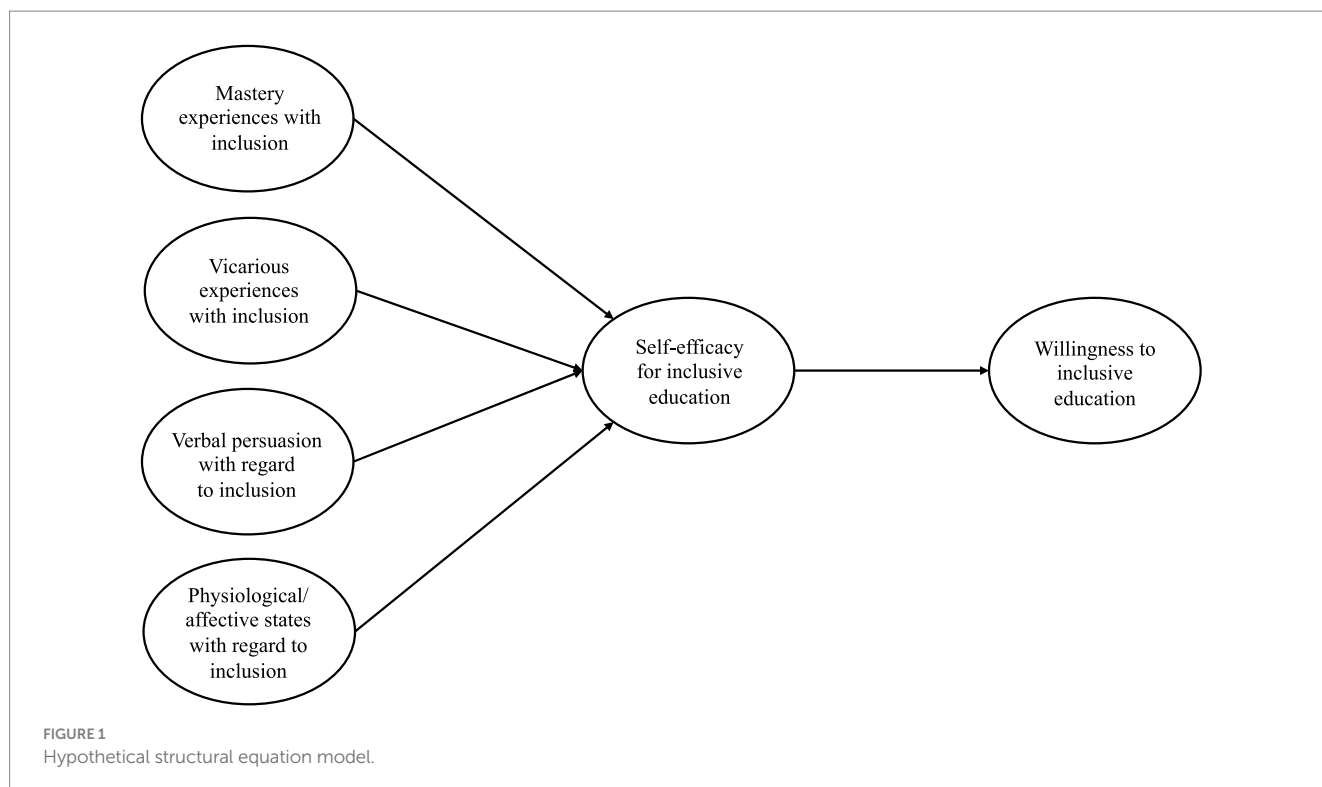 Mastery
experiences with
inclusion
Vicarious
experiences
with inclusion
Verbal persuasion
with regard
to inclusion
Physiological/
affective states
with regard to
inclusion
Self-efficacy
for inclusive
education
Willingness to
inclusive
education
FIGURE 1
Hypothetical structural equation model.